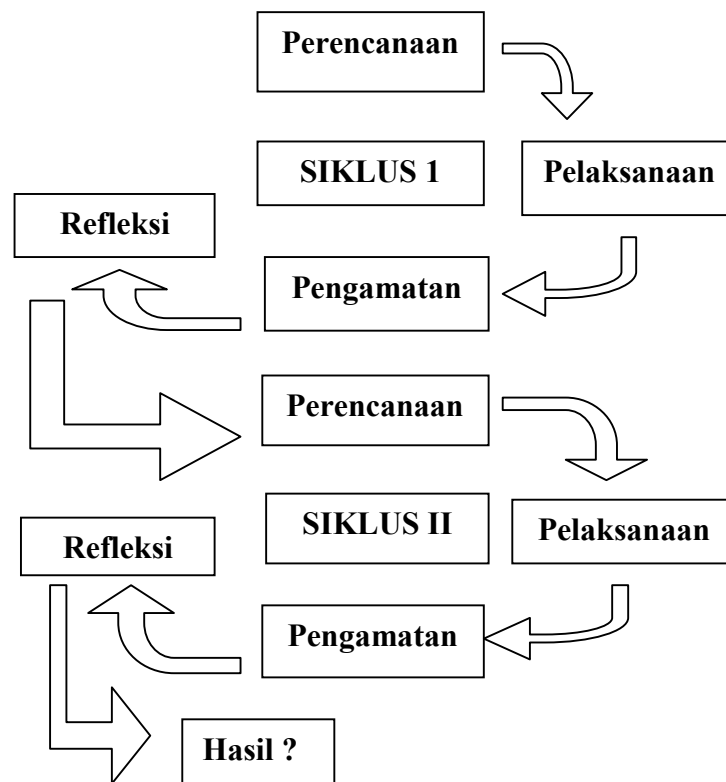 Perencanaan
SIKLUS 1
Pelaksanaan
Refleksi
Pengamatan
Perencanaan
SIKLUS II
Pelaksanaan
Refleksi
Pengamatan
Hasil ?